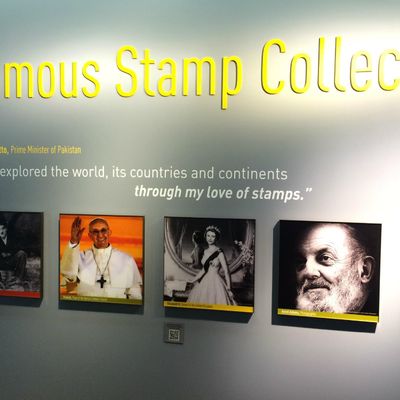 mous Stamp Collec
tto, Prime Minister of Pakistan
explored the world, its countries and continents
through my love of stamps."